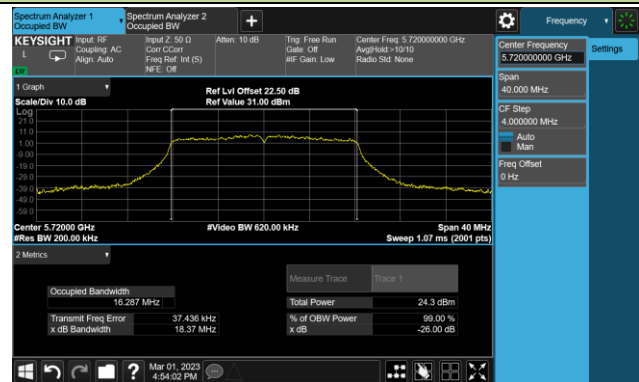 Spectrum Analyzer 1
Occupied BW
Spectrum Analyzer 2
Occupied BW
Frequency
KEYSIGHT
L
Input: RF
Coupling: AC
Align: Auto
Input Z: 50 Ω
Corr CCorr
Freq Ref: Int (S)
NFE: Off
Atten: 10 dB
Trig: Free Run
Gate: Off
#IF Gain: Low
Center Freq: 5.720000000 GHz
Avg|Hold:>10/10
Radio Std: None
Center Frequency
5.720000000 GHz
Settings
Span
40.000 MHz
CF Step
4.000000 MHz
Auto
Man
Freq Offset
0 Hz
1 Graph
Scale/Div 10.0 dB
Ref Lvl Offset 22.50 dB
Ref Value 31.00 dBm
Log
21.0
11.0
1.00
-9.00
-19.0
-29.0
-39.0
-49.0
-59.0
Center 5.72000 GHz
#Res BW 200.00 kHz
#Video BW 620.00 kHz
Span 40 MHz
Sweep 1.07 ms (2001 pts)
2 Metrics
Measure Trace
Trace 1
Occupied Bandwidth
16.287 MHz
Total Power
24.3 dBm
Transmit Freq Error
37.436 kHz
% of OBW Power
99.00 %
x dB Bandwidth
18.37 MHz
x dB
-26.00 dB
?
Mar 01, 2023
4:54:02 PM